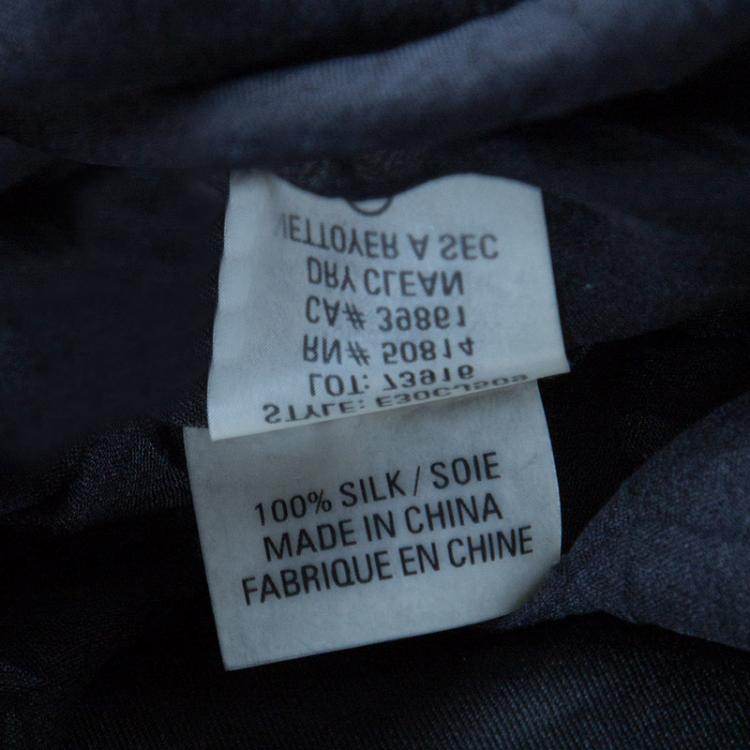 STYLE:
LOT: 73916
RN# 50814
CA# 39861
DRY CLEAN
NETTOYER A SEC
100% SILK / SOIE
MADE IN CHINA
FABRIQUE EN CHINE